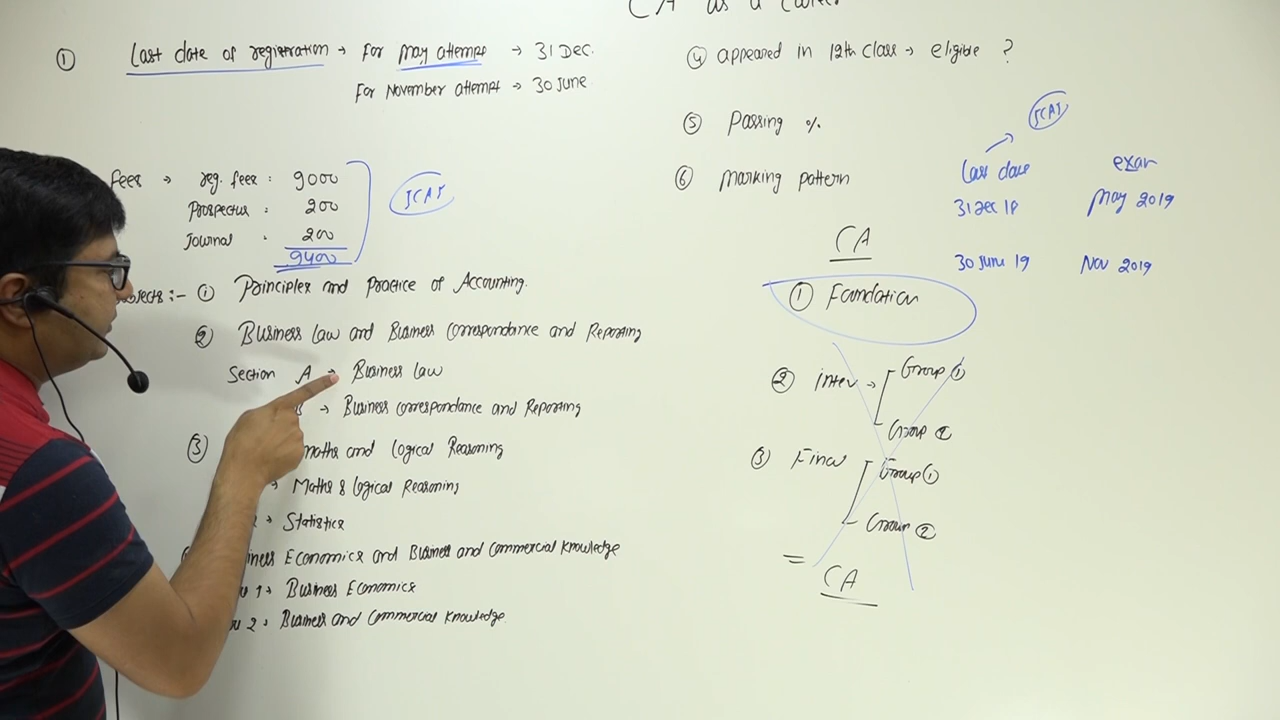 CA as a career
① Last date of registration → For may attempt → 31 Dec.
For November attempt → 30 June
Fees → reg. fees : 9000
Prospectus : 200
Journal : 200
9400
ICAI
① Principles and Practice of Accounting.
② Business law and Business Correspondance and Reporting
Section A → Business law
B → Business correspondance and Reporting
③ maths and logical Reasoning
Maths & logical Reasoning
Statistics
iness Economics and Business and Commercial knowledge
1 → Business Economics
2 → Business and Commercial Knowledge.
④ appeared in 12th Class → eligible ?
⑤ Passing %
⑥ Marking pattern
ICAI
last date exam
31 Dec 18 May 2019
30 June 19 Nov 2019
CA
① Foundation
② inter → Group ①
Group ②
③ Final Group ①
Group ②
= CA